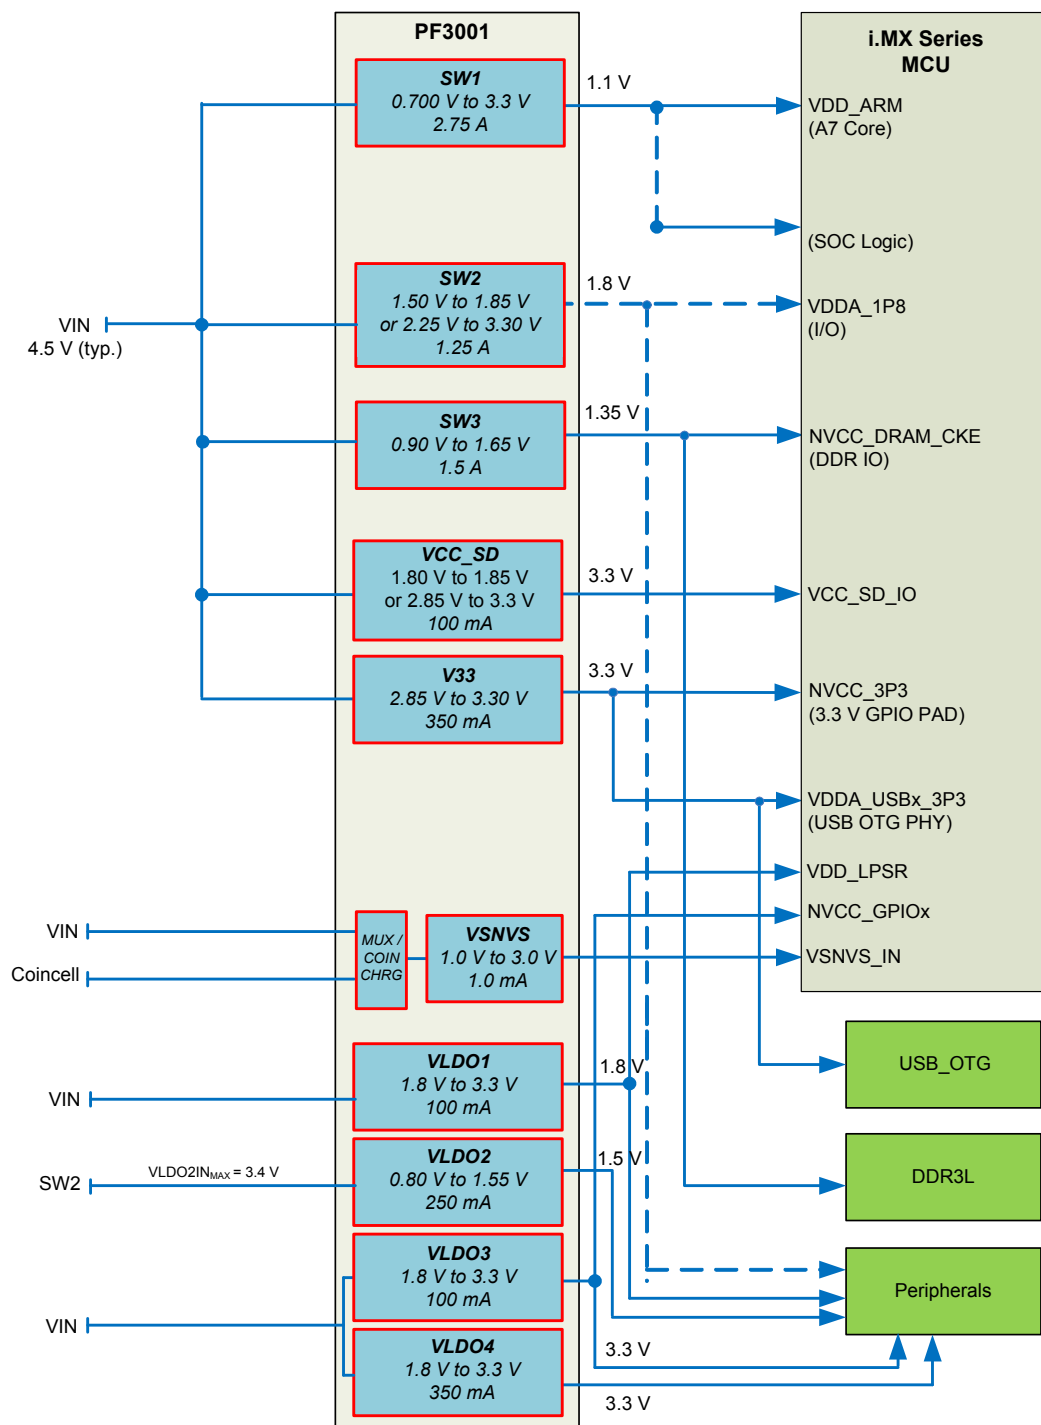 PF3001
i.MX Series
MCU
SW1
0.700 V to 3.3 V
2.75 A
1.1 V
VDD_ARM
(A7 Core)
(SOC Logic)
SW2
1.50 V to 1.85 V
or 2.25 V to 3.30 V
1.25 A
1.8 V
VDDA_1P8
(I/O)
VIN
4.5 V (typ.)
SW3
0.90 V to 1.65 V
1.5 A
1.35 V
NVCC_DRAM_CKE
(DDR IO)
VCC_SD
1.80 V to 1.85 V
or 2.85 V to 3.3 V
100 mA
3.3 V
VCC_SD_IO
V33
2.85 V to 3.30 V
350 mA
3.3 V
NVCC_3P3
(3.3 V GPIO PAD)
VDDA_USBx_3P3
(USB OTG PHY)
VDD_LPSR
NVCC_GPIOx
VSNVS_IN
VIN
Coincell
MUX /
COIN
CHRG
VSNVS
1.0 V to 3.0 V
1.0 mA
USB_OTG
VIN
VLDO1
1.8 V to 3.3 V
100 mA
1.8 V
SW2
VLDO2INMAX = 3.4 V
VLDO2
0.80 V to 1.55 V
250 mA
1.5 V
DDR3L
VLDO3
1.8 V to 3.3 V
100 mA
Peripherals
VIN
VLDO4
1.8 V to 3.3 V
350 mA
3.3 V
3.3 V